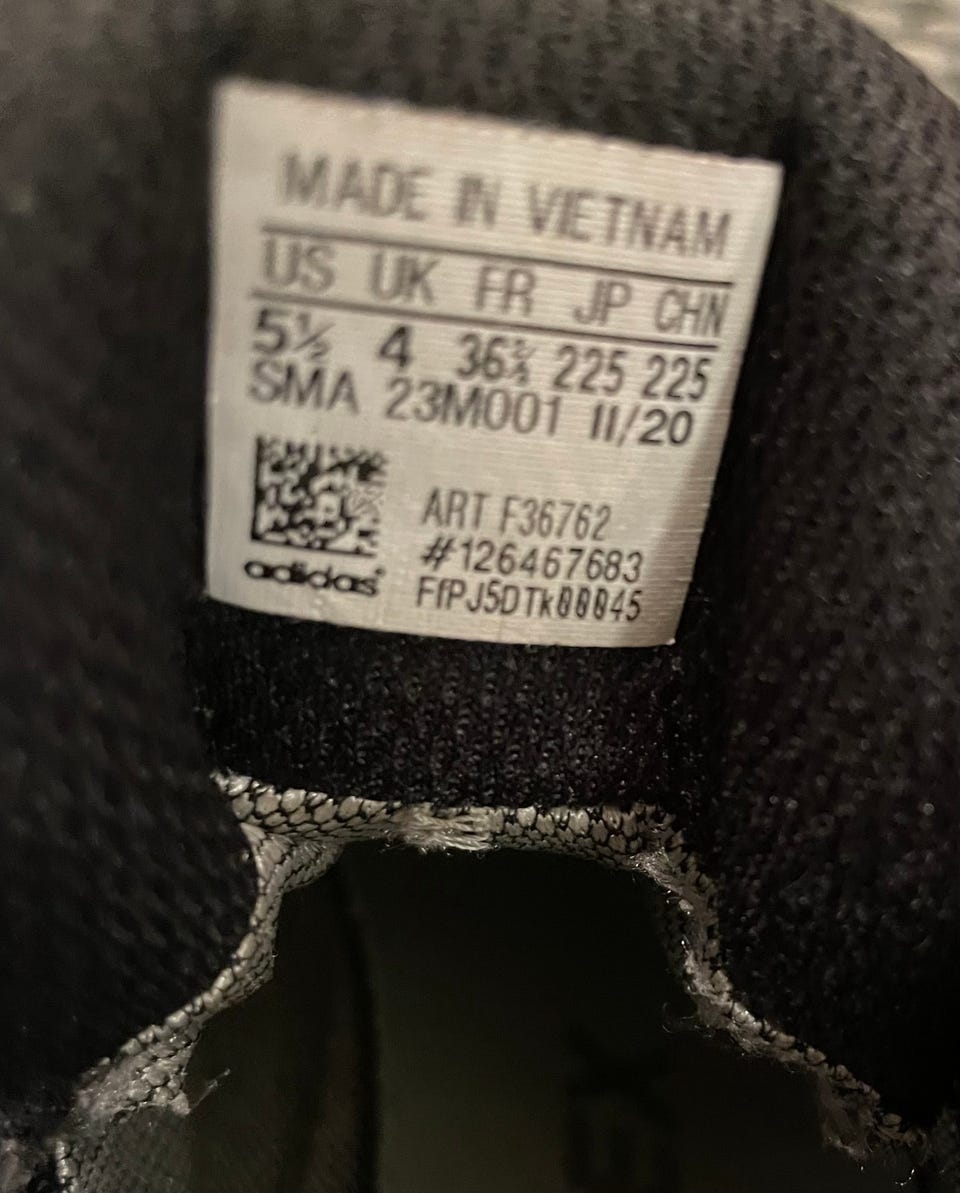 MADE IN VIETNAM
US UK FR JP CHN
5½ 4 36⅔ 225 225
SMA 23M001 11/20
ART F36762
#126467683
FfPJ5DTk00045
adidas